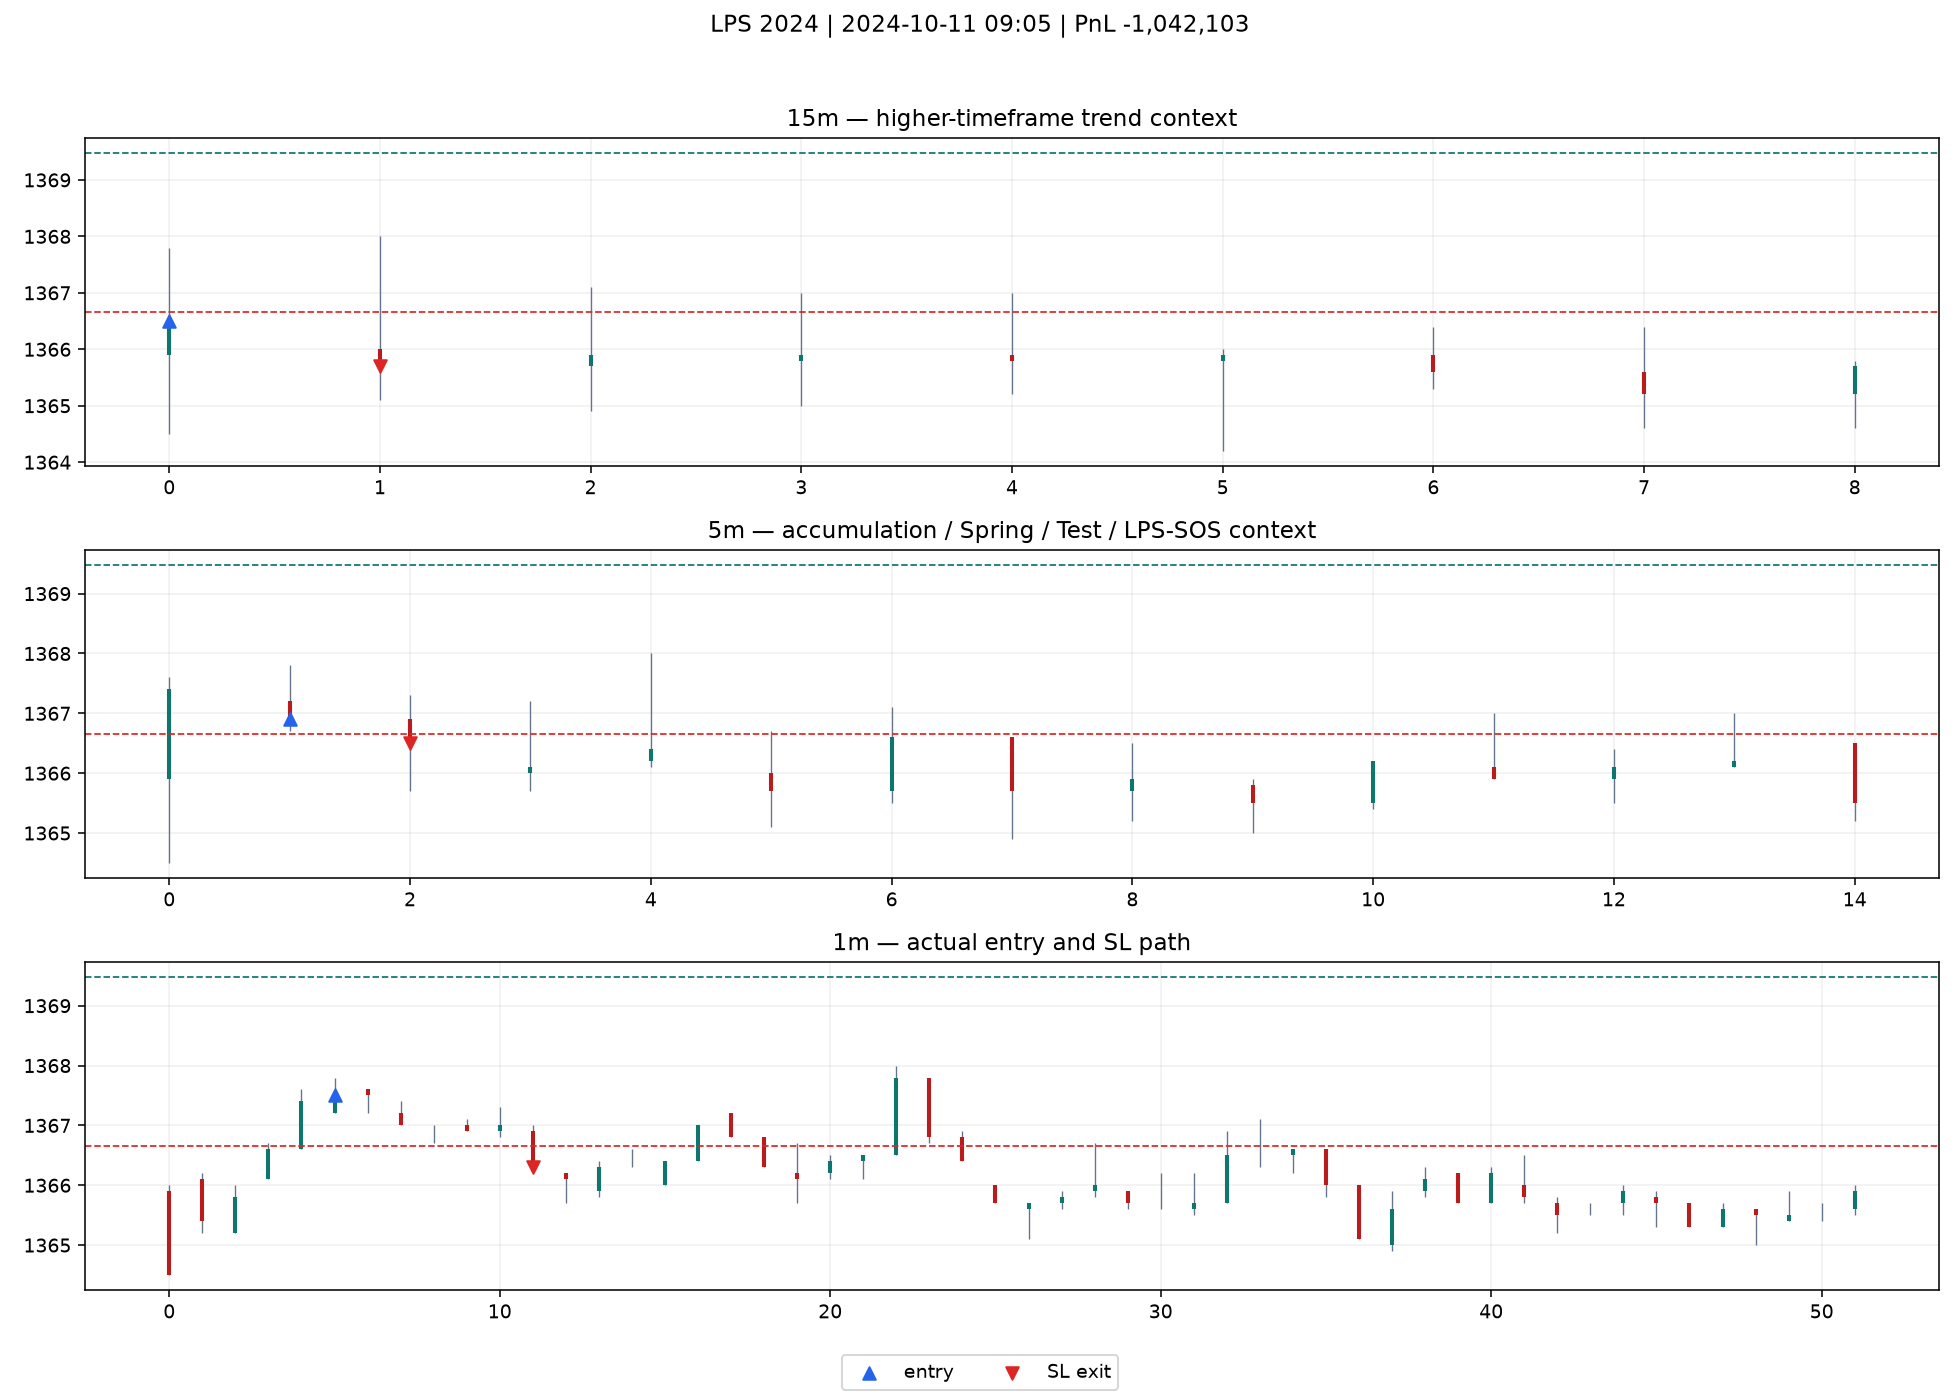 LPS 2024 | 2024-10-11 09:05 | PnL -1,042,103
15m — higher-timeframe trend context
1369
1368
1367
1366
1365
1364
0 1 2 3 4 5 6 7 8
5m — accumulation / Spring / Test / LPS-SOS context
1369
1368
1367
1366
1365
0 2 4 6 8 10 12 14
1m — actual entry and SL path
1369
1368
1367
1366
1365
0 10 20 30 40 50
entry SL exit